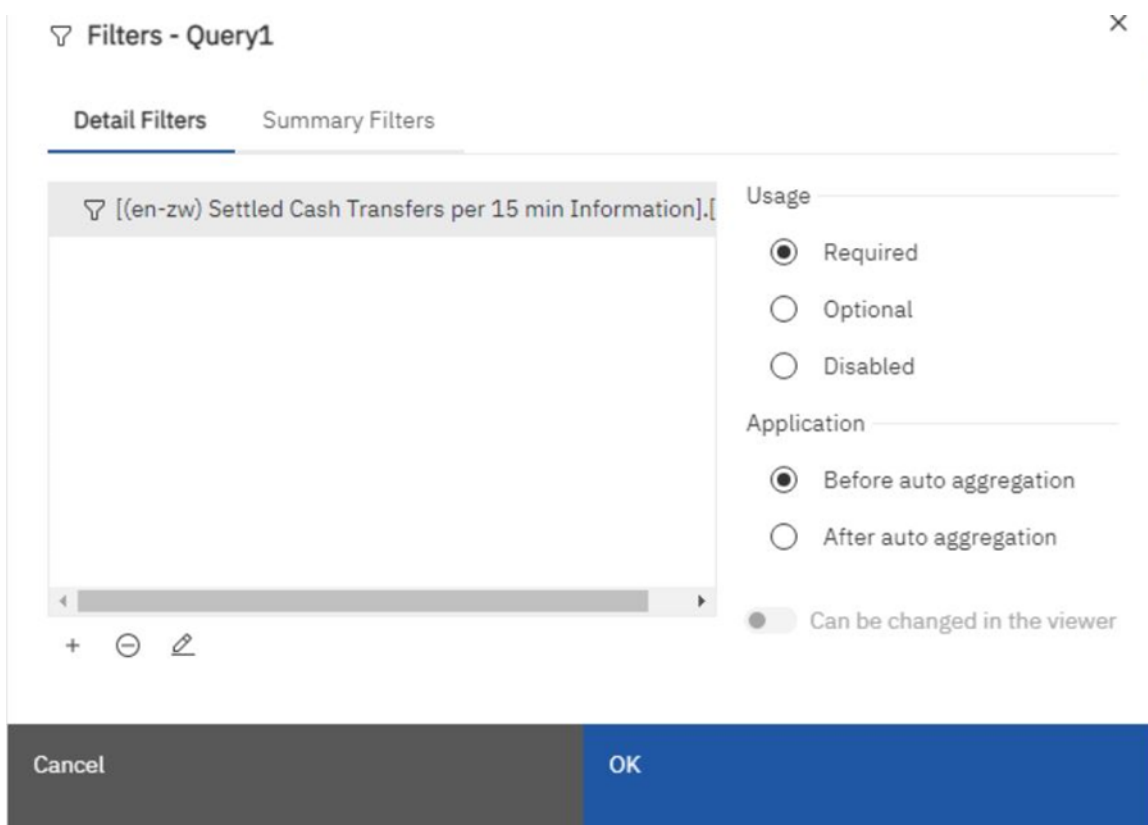 Filters - Query1
Detail Filters Summary Filters
[(en-zw) Settled Cash Transfers per 15 min Information].[
Usage
Required
Optional
Disabled
Application
Before auto aggregation
After auto aggregation
Can be changed in the viewer
Cancel OK